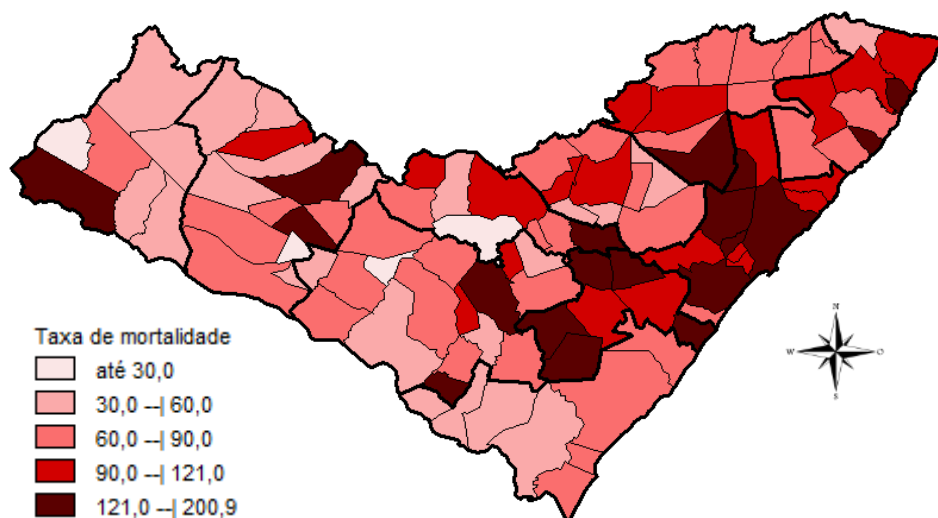 Taxa de mortalidade
até 30,0
30,0 --| 60,0
60,0 --| 90,0
90,0 --| 121,0
121,0 --| 200,9
N
W
O
S